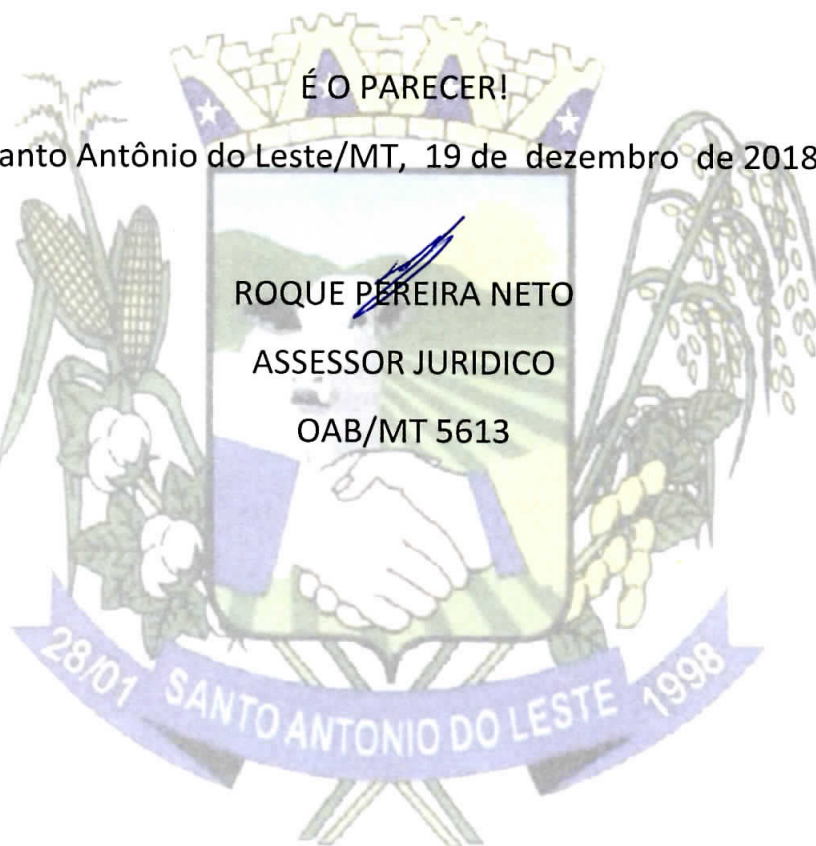 É O PARECER!
anto Antônio do Leste/MT, 19 de dezembro de 2018
ROQUE PEREIRA NETO
ASSESSOR JURIDICO
OAB/MT 5613
28/01 SANTO ANTONIO DO LESTE 1998